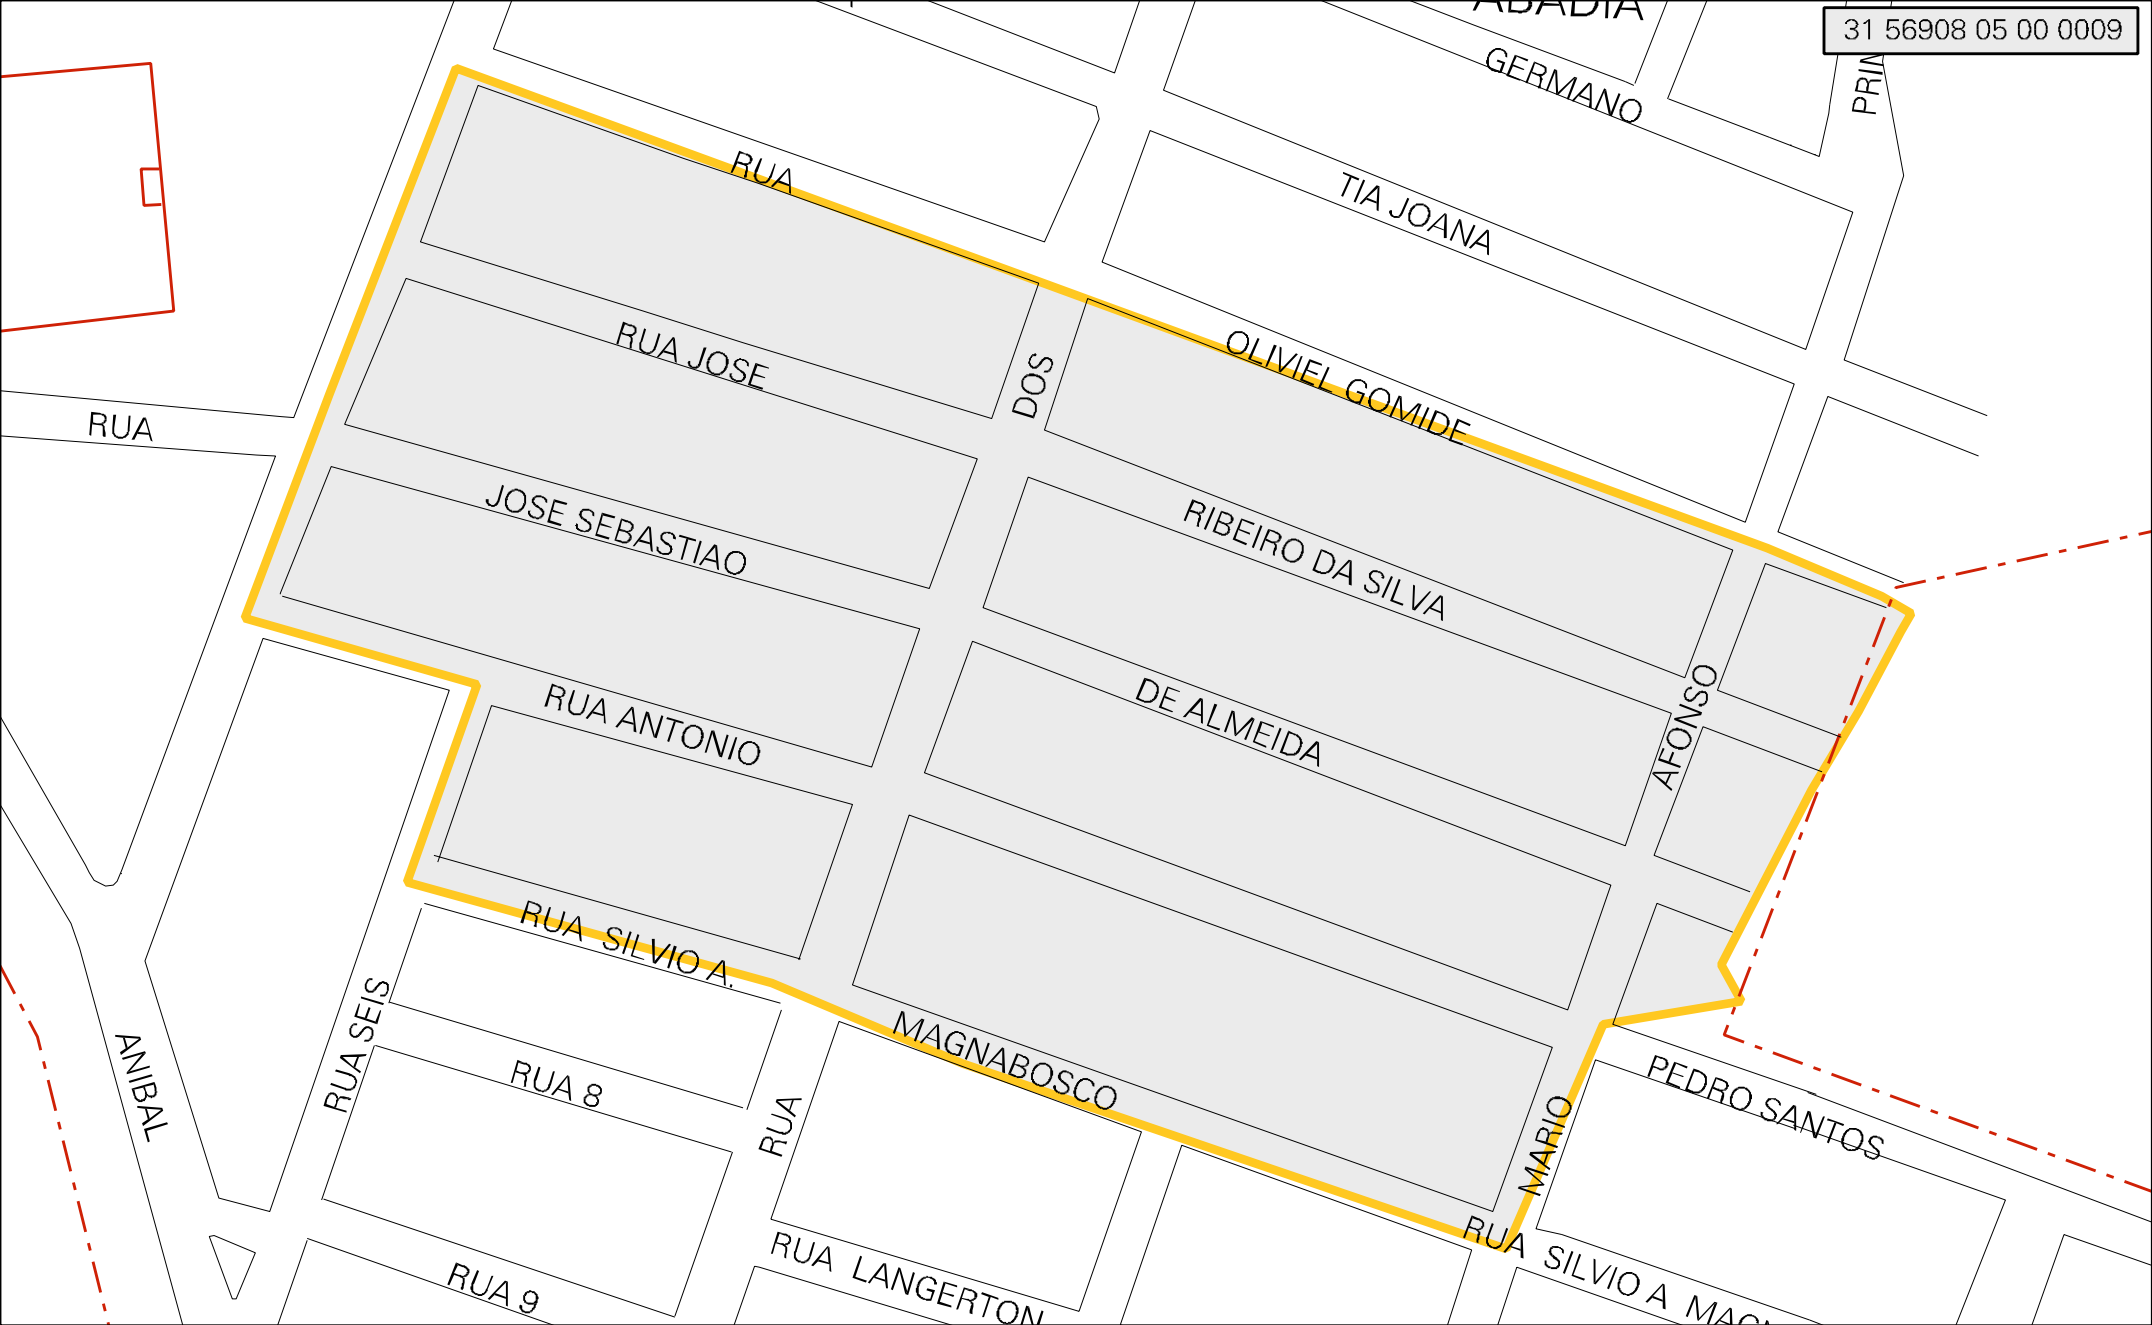 ABADIA
31 56908 05 00 0009
GERMANO
RUA
TIA JOANA
RUA JOSE
OLIVIEL GOMIDE
DOS
RUA
JOSE SEBASTIAO
RIBEIRO DA SILVA
RUA ANTONIO
DE ALMEIDA
AFONSO
RUA SILVIO A.
MAGNABOSCO
RUA SEIS
ANIBAL
RUA 8
RUA
MARIO
PEDRO SANTOS
RUA SILVIO A
RUA LANGERTON
RUA 9